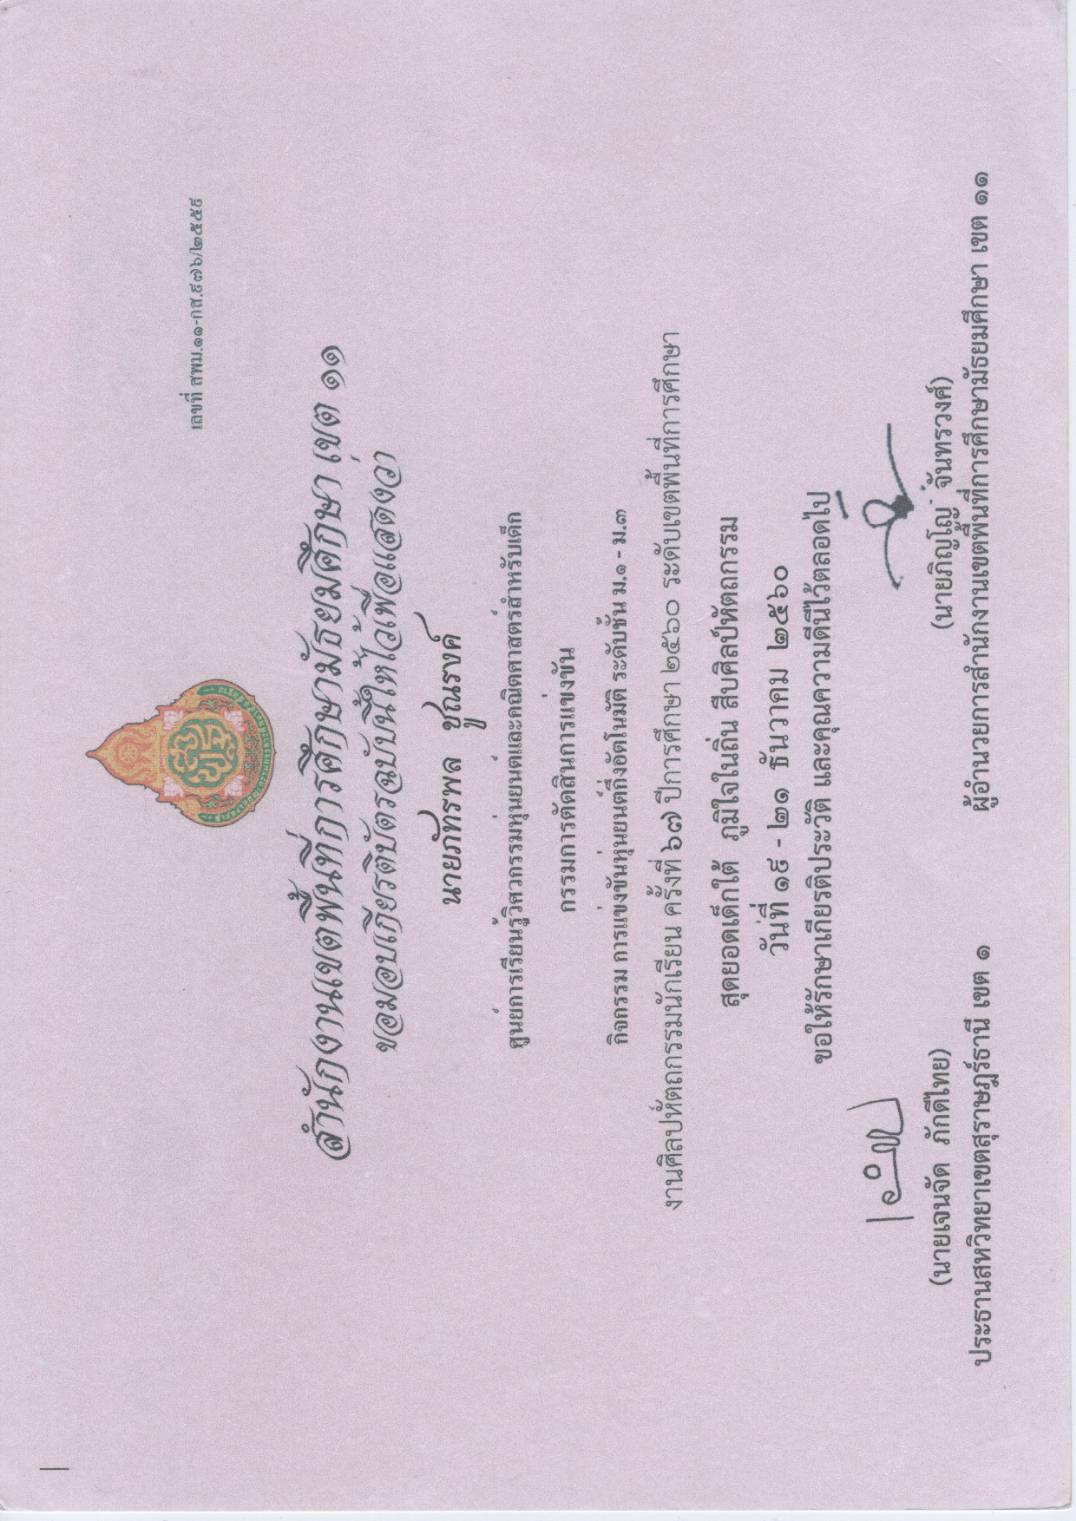 เลขที่ สพม.๑๑-กส.๙๗๖/๒๕๕๙
สำนักงานเขตพื้นที่การศึกษามัธยมศึกษา เขต ๑๑
ขอมอบเกียรติบัตรฉบับนี้ให้ไว้เพื่อแสดงว่า
นายภัทรพล ชูณรงค์
ศูนย์การเรียนรู้วิศวกรรมหุ่นยนต์และคณิตศาสตร์สำหรับเด็ก
กรรมการตัดสินการแข่งขัน
กิจกรรม การแข่งขันหุ่นยนต์กึ่งอัตโนมัติ ระดับชั้น ม.๑ - ม.๓
งานศิลปหัตถกรรมนักเรียน ครั้งที่ ๖๗ ปีการศึกษา ๒๕๖๐ ระดับเขตพื้นที่การศึกษา
สุดยอดเด็กใต้ ภูมิใจในถิ่น สืบศิลป์หัตถกรรม
วันที่ ๑๙ - ๒๑ ธันวาคม ๒๕๖๐
ขอให้รักษาเกียรติประวัติ และคุณความดีนี้ไว้ตลอดไป
(นายเจนจัด ภักดีไทย)
(นายภิญโญ จันทรวงศ์)
ประธานสหวิทยาเขตสุราษฎร์ธานี เขต ๑
ผู้อำนวยการสำนักงานเขตพื้นที่การศึกษามัธยมศึกษา เขต ๑๑